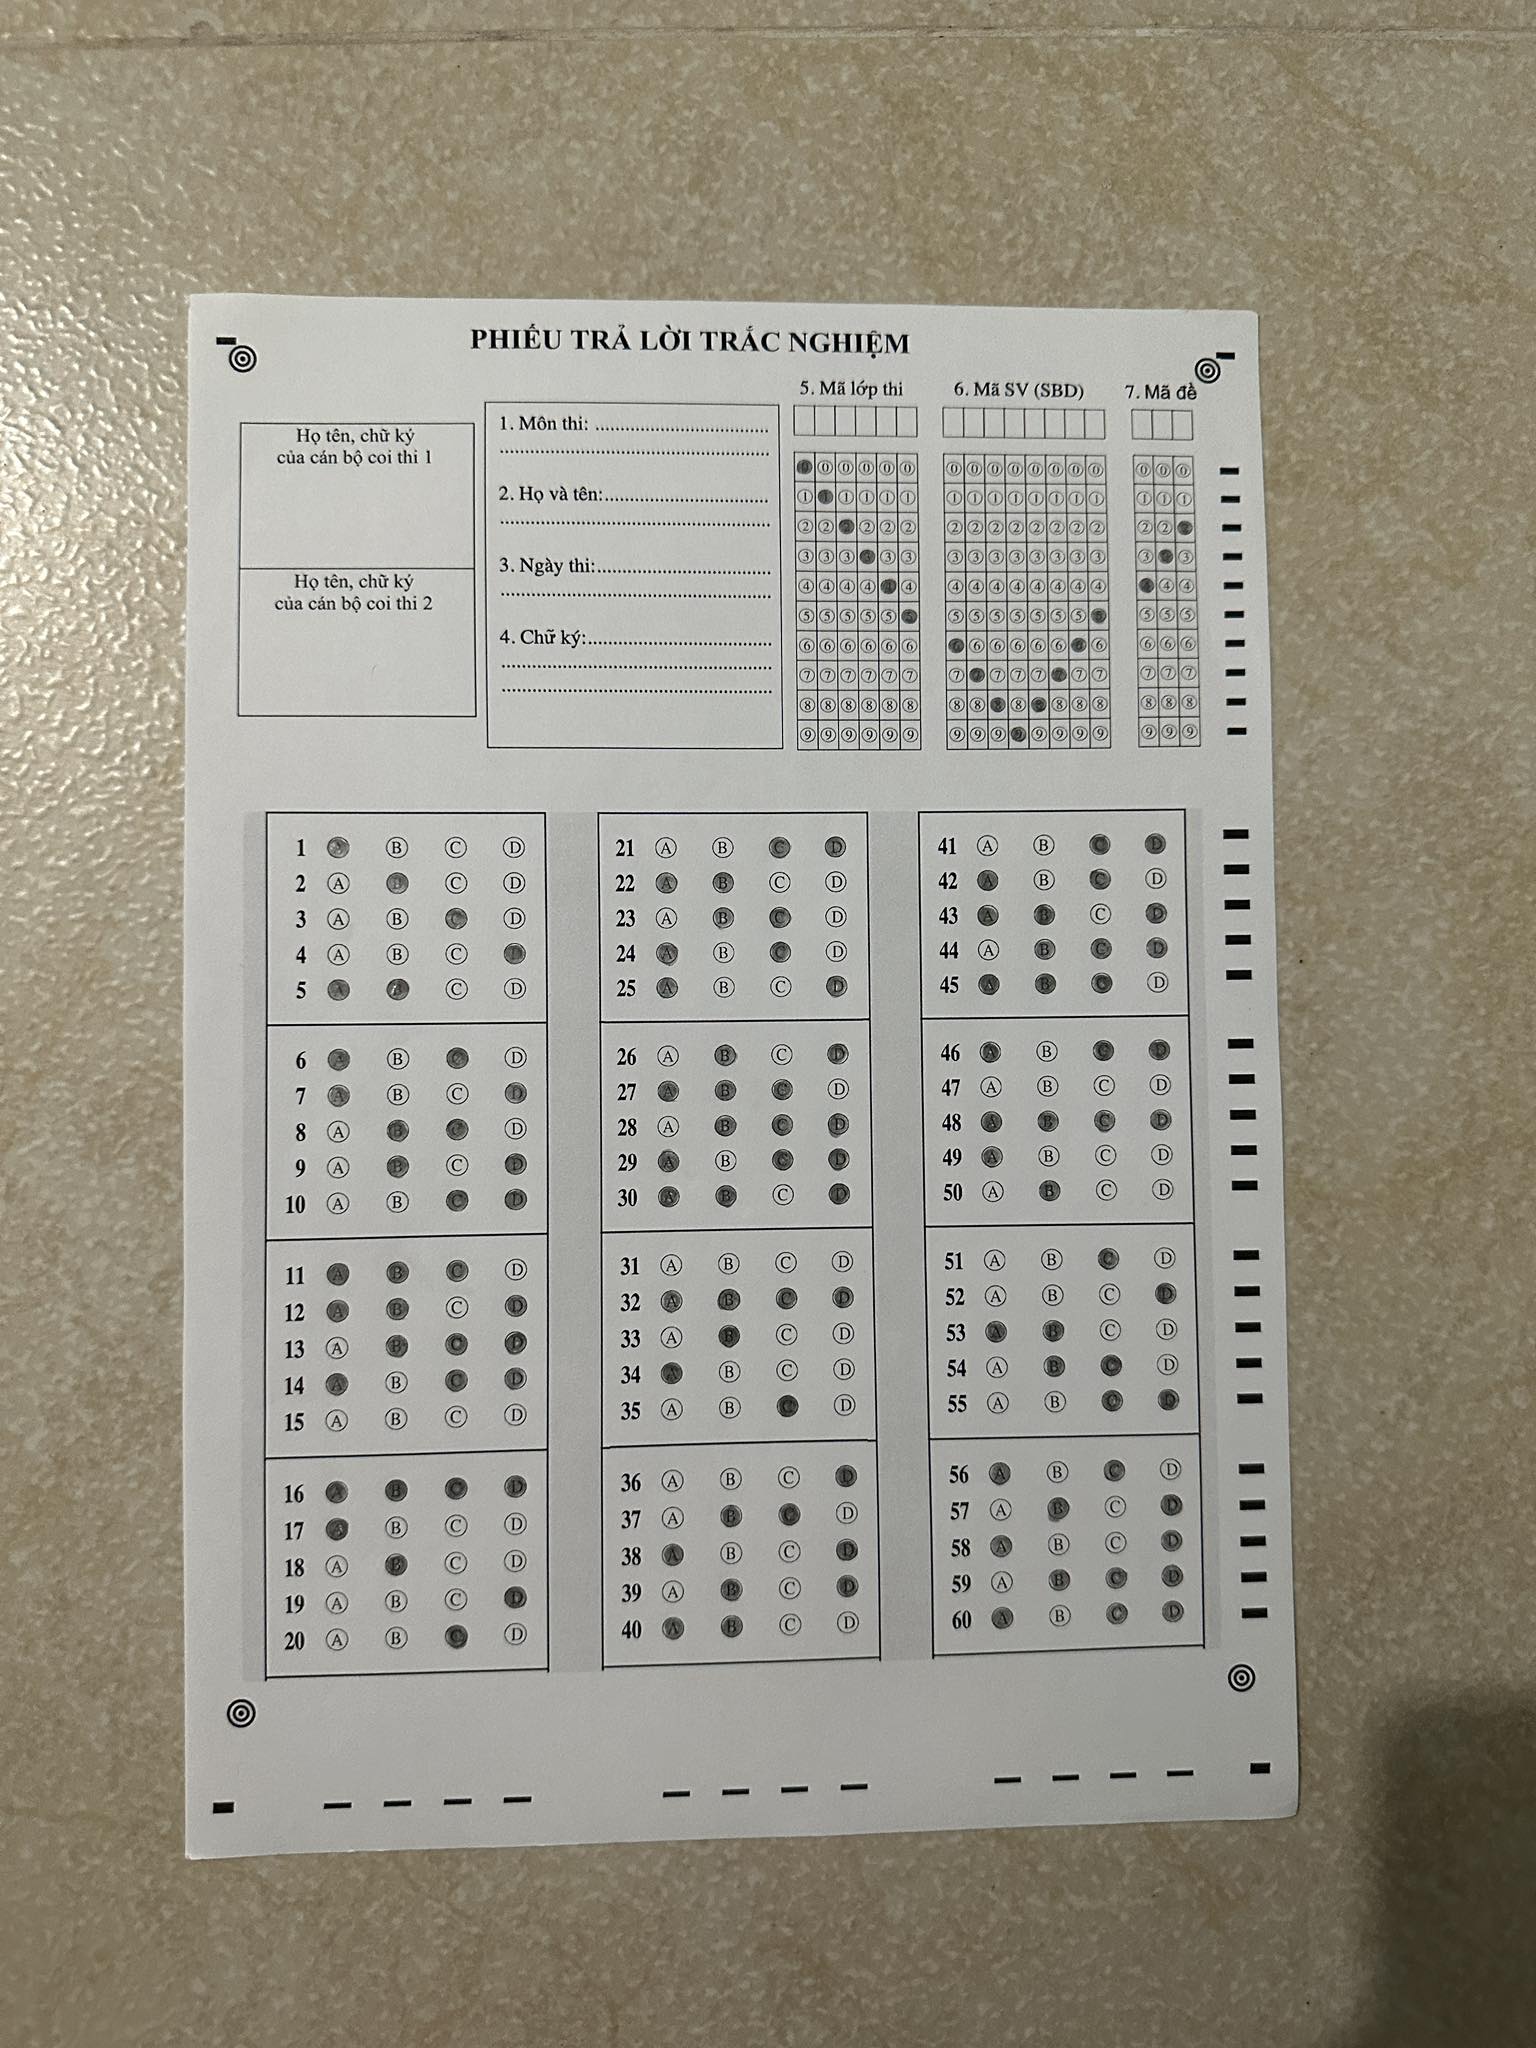 PHIẾU TRẢ LỜI TRẮC NGHIỆM
5. Mã lớp thi 6. Mã SV (SBD) 7. Mã đề
Họ tên, chữ ký
của cán bộ coi thi 1
Họ tên, chữ ký
của cán bộ coi thi 2
1. Môn thi: ....................................
2. Họ và tên:..................................
3. Ngày thi:....................................
4. Chữ ký:......................................
0 0 0 0 0 0 0 0 0 0 0 0 0 0 0 0 0
1 1 1 1 1 1 1 1 1 1 1 1 1 1 1 1 1
2 2 2 2 2 2 2 2 2 2 2 2 2 2 2 2 2
3 3 3 3 3 3 3 3 3 3 3 3 3 3 3 3 3
4 4 4 4 4 4 4 4 4 4 4 4 4 4 4 4 4
5 5 5 5 5 5 5 5 5 5 5 5 5 5 5 5 5
6 6 6 6 6 6 6 6 6 6 6 6 6 6 6 6 6
7 7 7 7 7 7 7 7 7 7 7 7 7 7 7 7 7
8 8 8 8 8 8 8 8 8 8 8 8 8 8 8 8 8
9 9 9 9 9 9 9 9 9 9 9 9 9 9 9 9 9
1 A B C D
2 A B C D
3 A B C D
4 A B C D
5 A B C D
6 A B C D
7 A B C D
8 A B C D
9 A B C D
10 A B C D
11 A B C D
12 A B C D
13 A B C D
14 A B C D
15 A B C D
16 A B C D
17 A B C D
18 A B C D
19 A B C D
20 A B C D
21 A B C D
22 A B C D
23 A B C D
24 A B C D
25 A B C D
26 A B C D
27 A B C D
28 A B C D
29 A B C D
30 A B C D
31 A B C D
32 A B C D
33 A B C D
34 A B C D
35 A B C D
36 A B C D
37 A B C D
38 A B C D
39 A B C D
40 A B C D
41 A B C D
42 A B C D
43 A B C D
44 A B C D
45 A B C D
46 A B C D
47 A B C D
48 A B C D
49 A B C D
50 A B C D
51 A B C D
52 A B C D
53 A B C D
54 A B C D
55 A B C D
56 A B C D
57 A B C D
58 A B C D
59 A B C D
60 A B C D